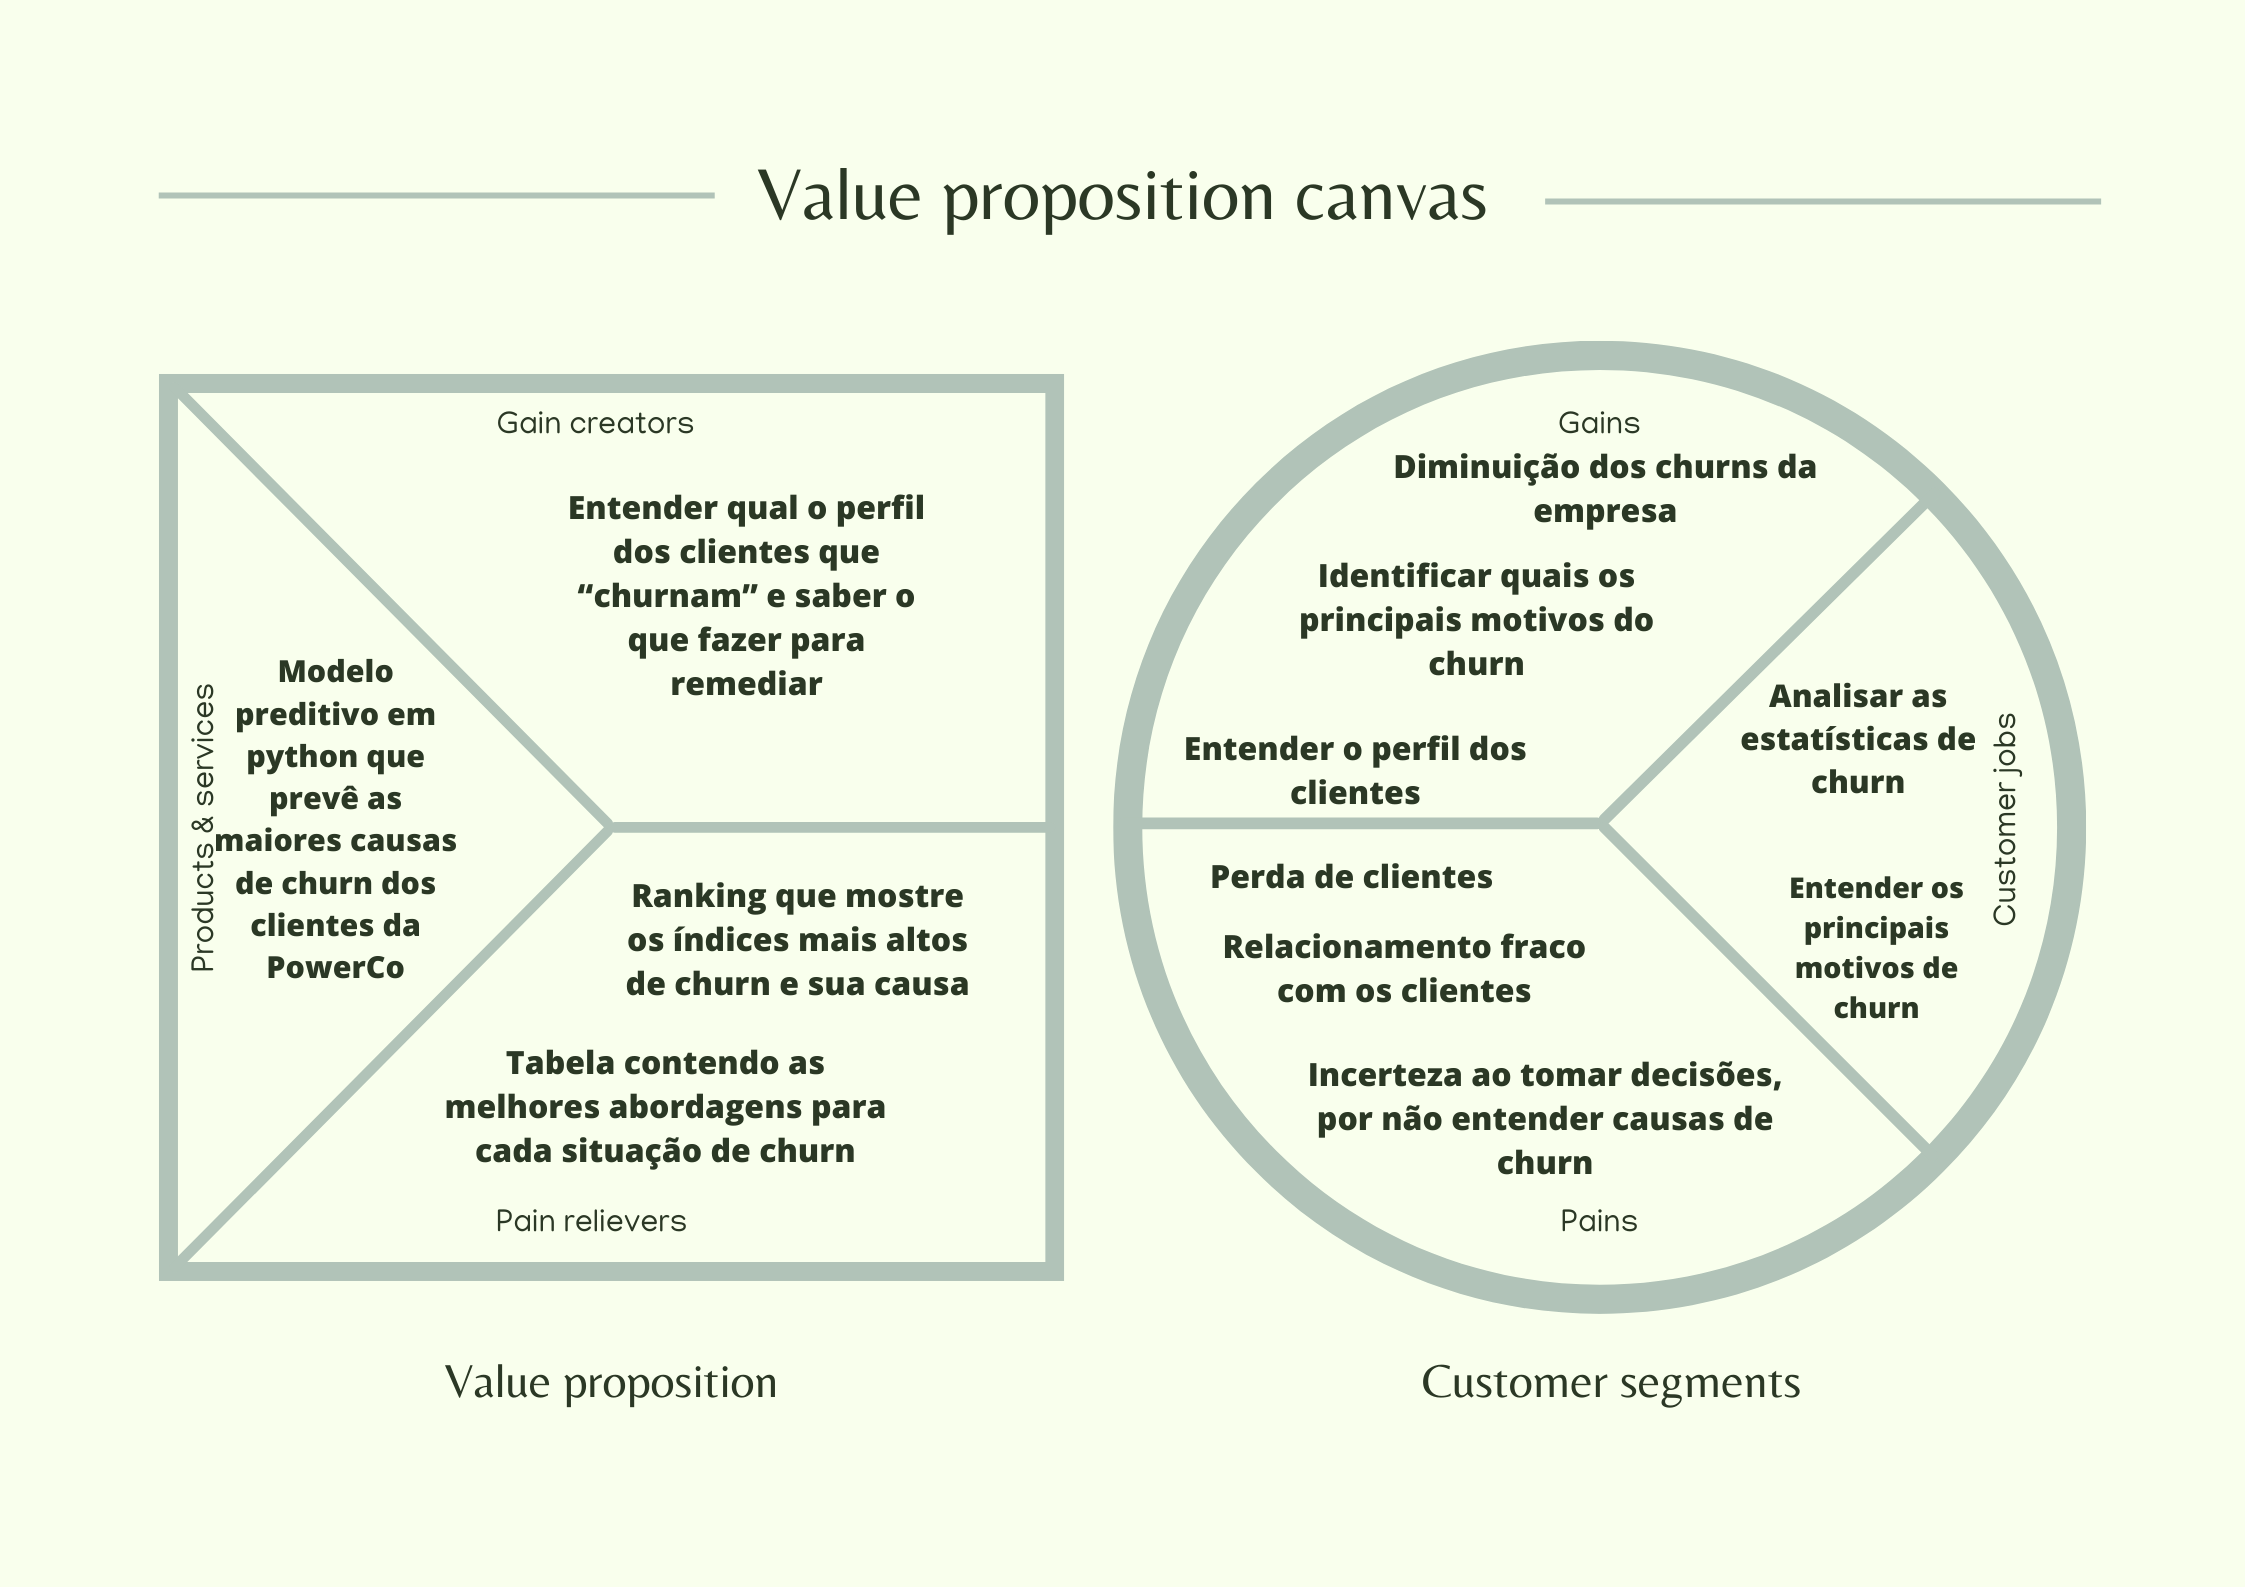 Value proposition canvas
Gain creators
Entender qual o perfil
dos clientes que
“churnam” e saber o
que fazer para
remediar
Products & services
Modelo
preditivo em
python que
prevê as
maiores causas
de churn dos
clientes da
PowerCo
Ranking que mostre
os índices mais altos
de churn e sua causa
Tabela contendo as
melhores abordagens para
cada situação de churn
Pain relievers
Value proposition
Gains
Diminuição dos churns da
empresa
Identificar quais os
principais motivos do
churn
Entender o perfil dos
clientes
Analisar as
estatísticas de
churn
Entender os
principais
motivos de
churn
Customer jobs
Perda de clientes
Relacionamento fraco
com os clientes
Incerteza ao tomar decisões,
por não entender causas de
churn
Pains
Customer segments